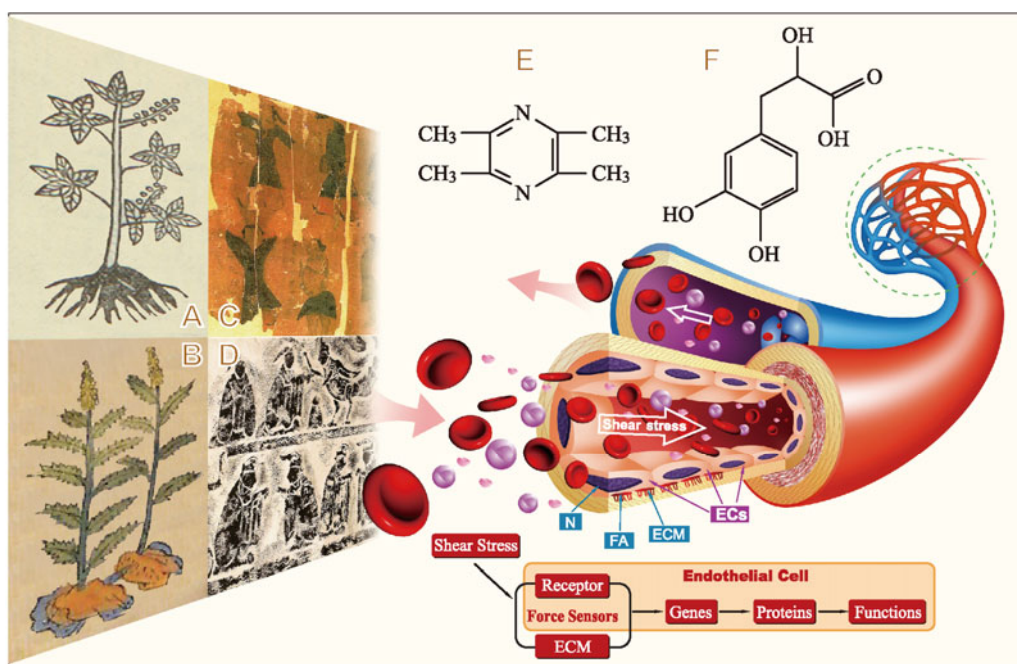 E
F
OH
O
OH
HO
OH
N
CH3
CH3
CH3
CH3
N
A
C
B
D
Shear stress
N
FA
ECM
ECs
Shear Stress
Endothelial Cell
Receptor
Force Sensors
Genes
Proteins
Functions
ECM